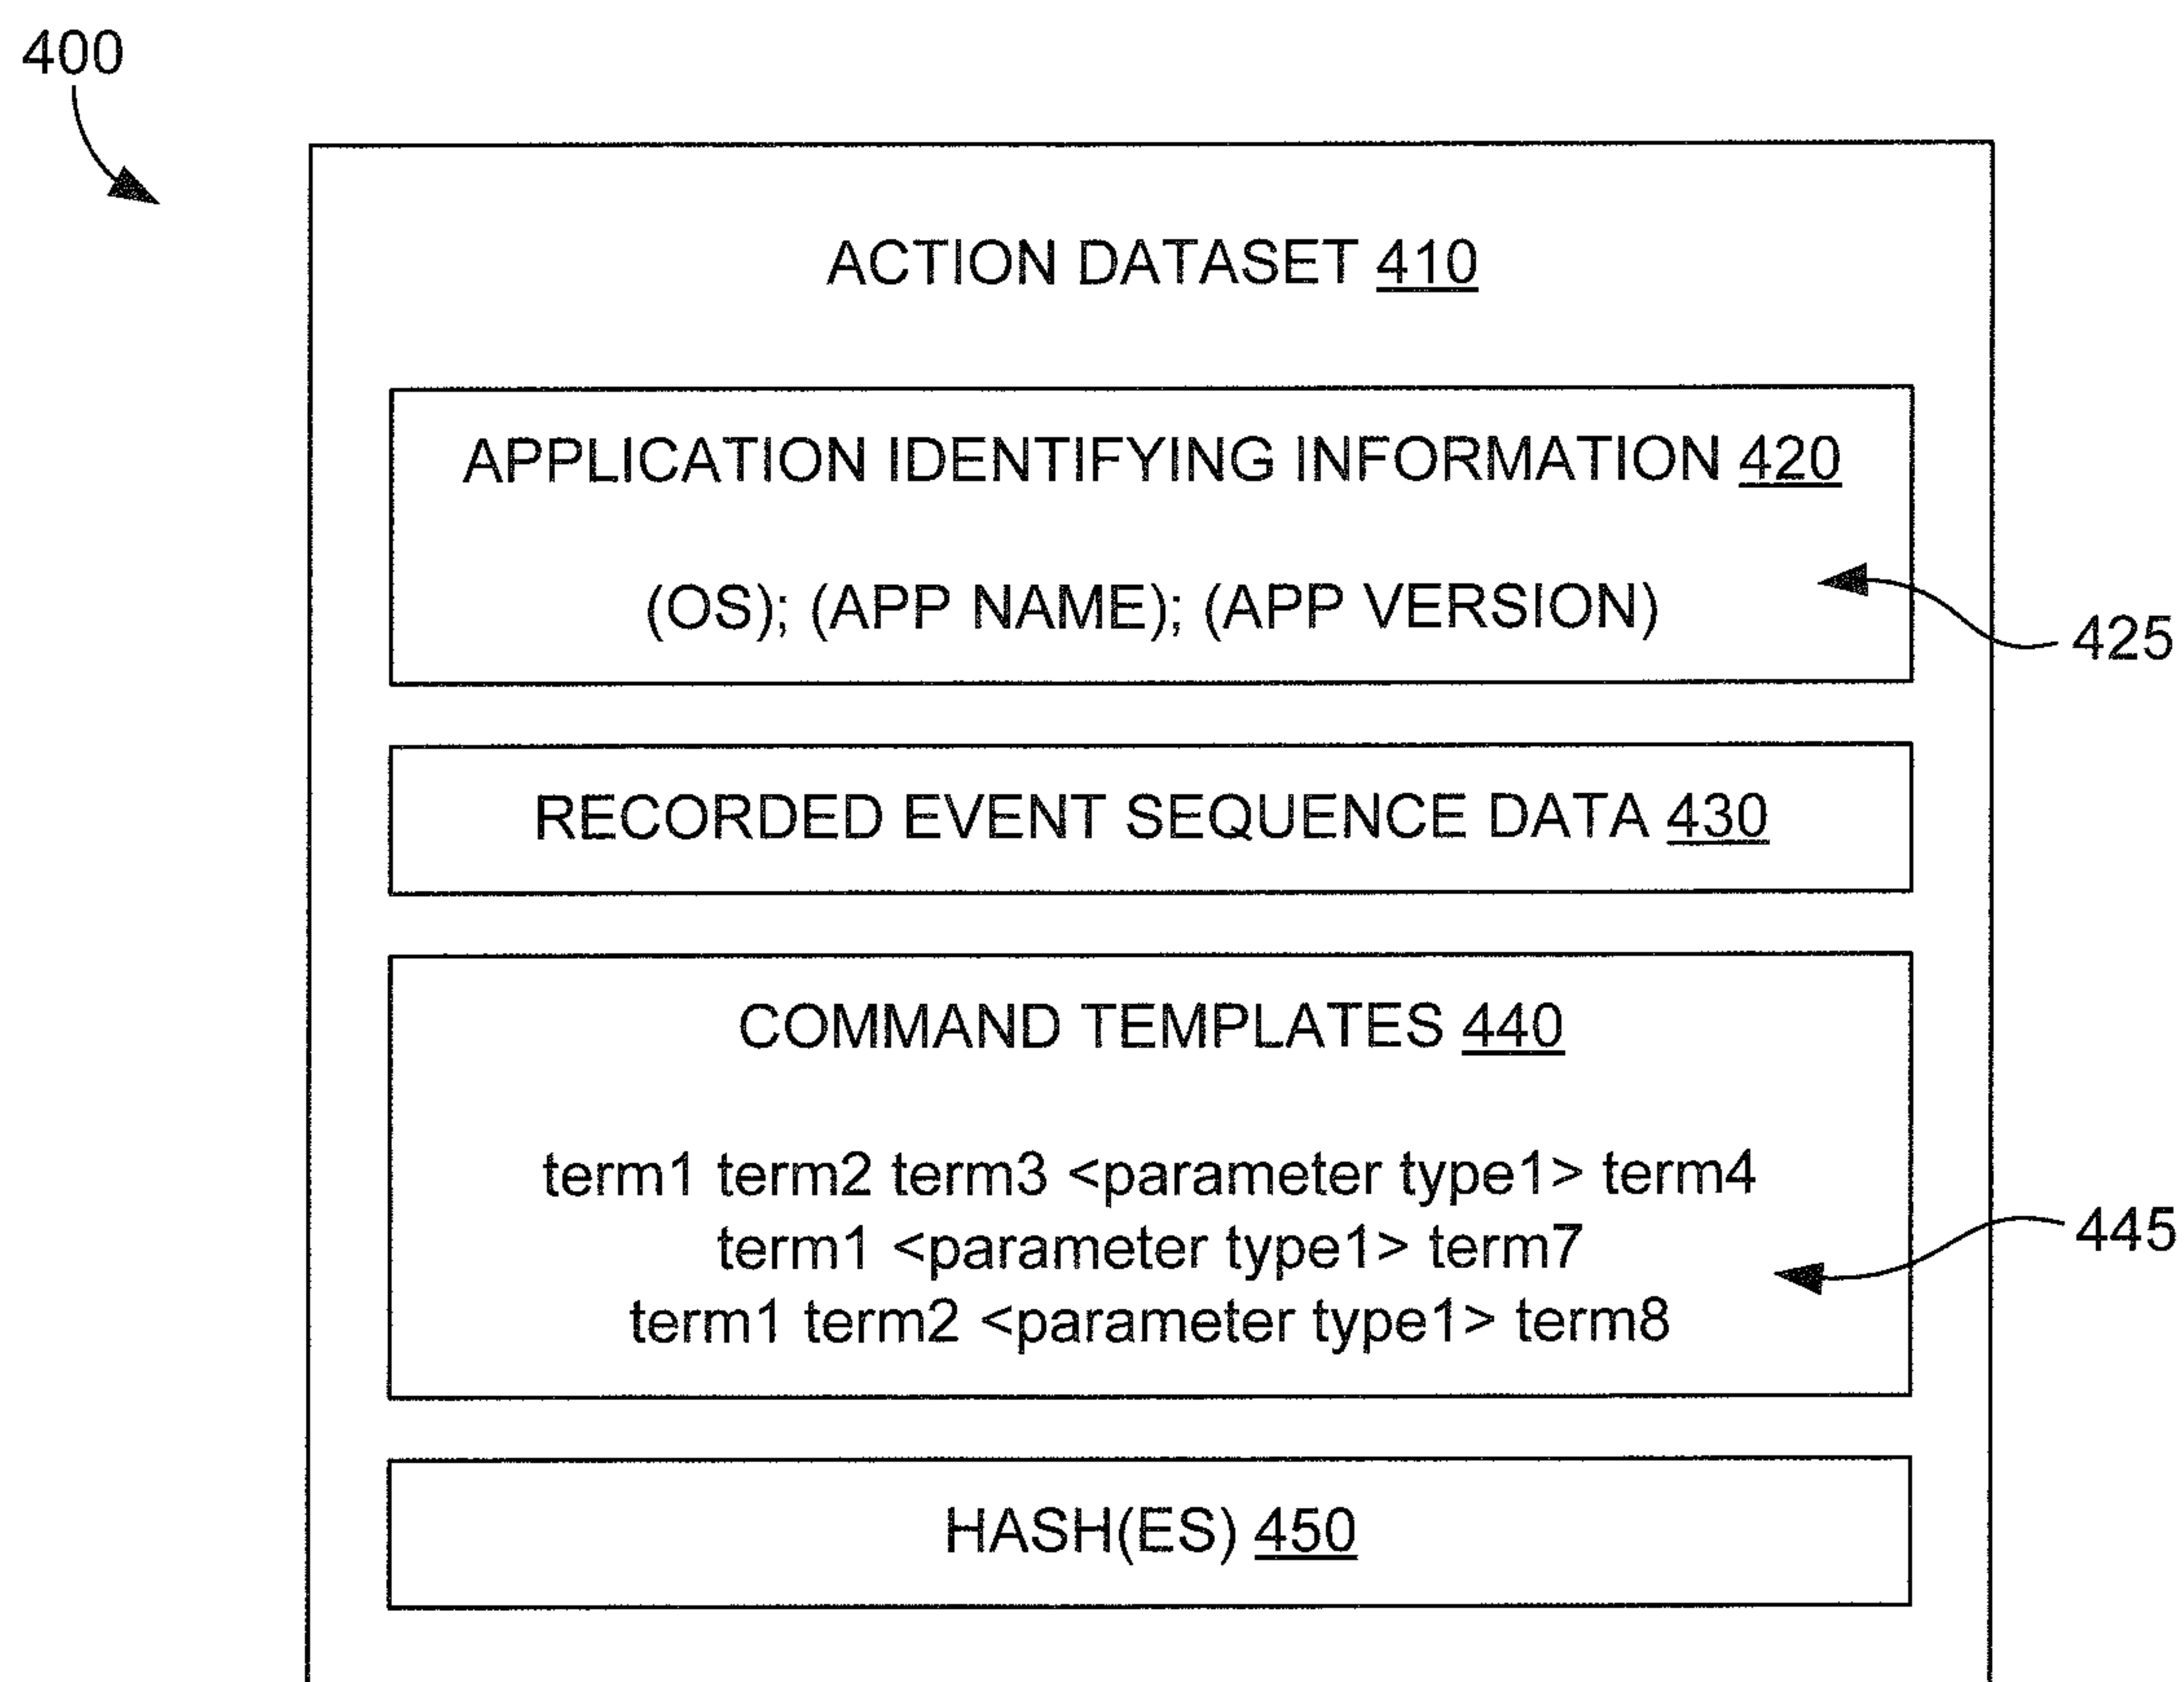 400
ACTION DATASET 410
APPLICATION IDENTIFYING INFORMATION 420
(OS); (APP NAME); (APP VERSION)
425
RECORDED EVENT SEQUENCE DATA 430
COMMAND TEMPLATES 440
term1 term2 term3 <parameter type1> term4
term1 <parameter type1> term7
term1 term2 <parameter type1> term8
445
HASH(ES) 450